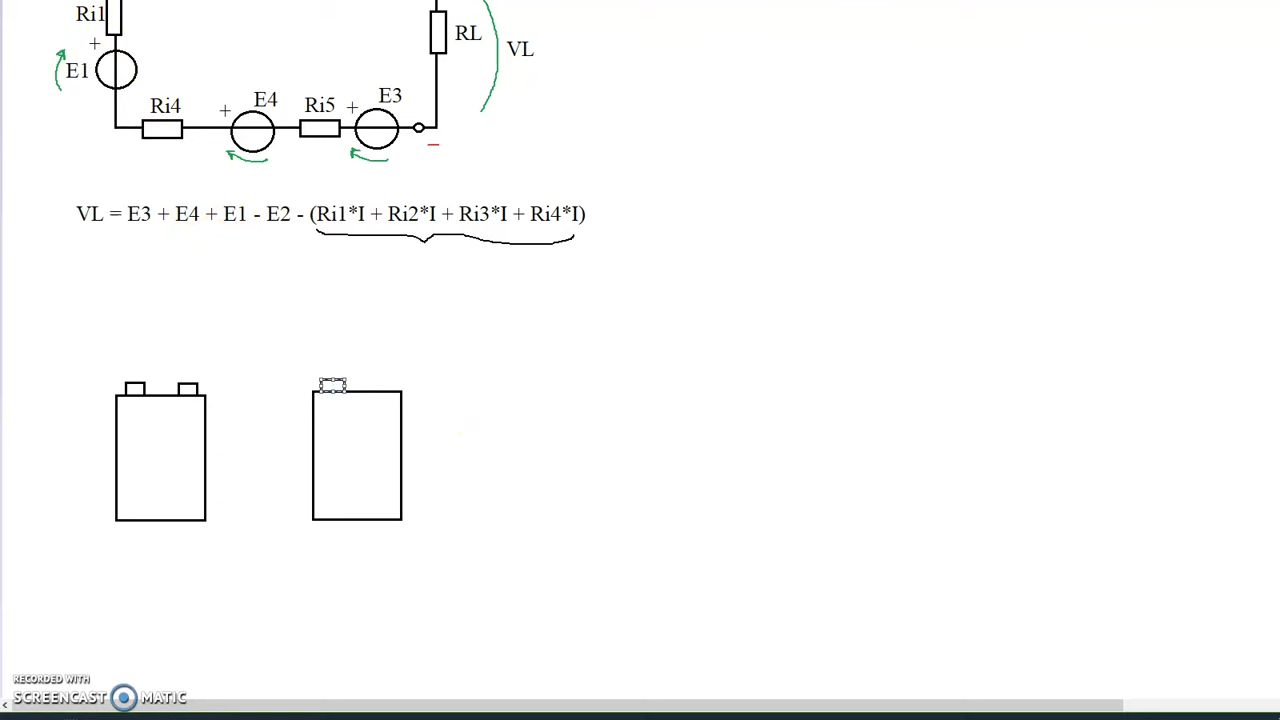 Ri1
RL
VL
+
E1
Ri4
+
E4
Ri5
+
E3
−
VL = E3 + E4 + E1 - E2 - (Ri1*I + Ri2*I + Ri3*I + Ri4*I)
RECORDED WITH
SCREENCAST MATIC